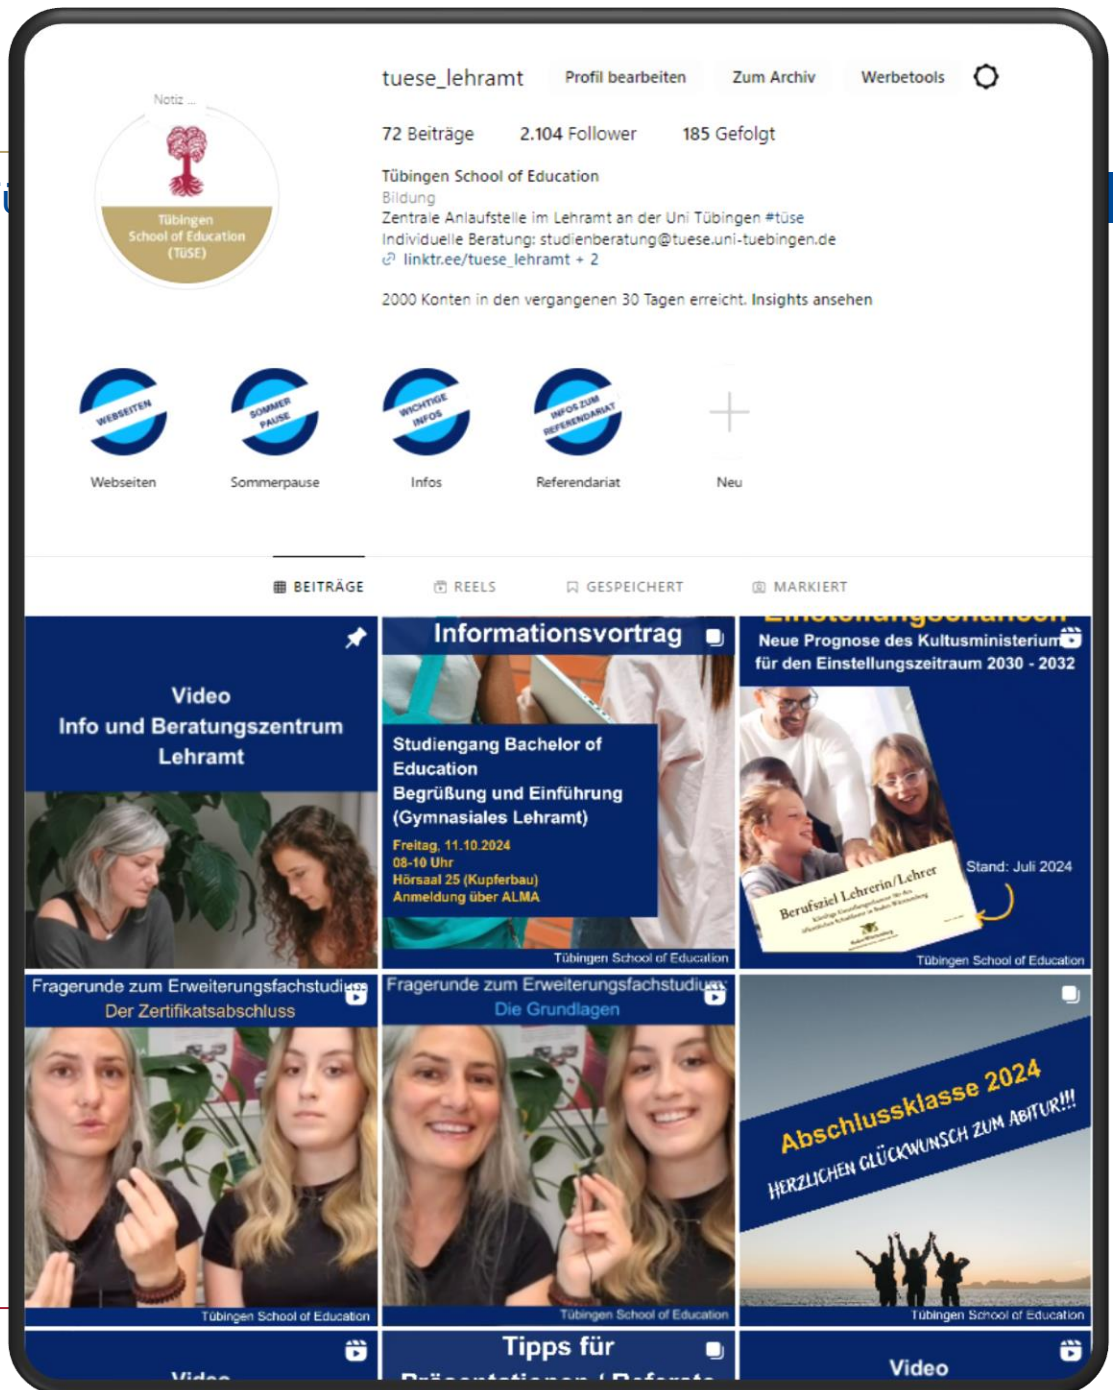 tuese_lehramt Profil bearbeiten Zum Archiv Werbetools
Notiz ...
72 Beiträge 2.104 Follower 185 Gefolgt
Tübingen School of Education
Bildung
Zentrale Anlaufstelle im Lehramt an der Uni Tübingen #tüse
Individuelle Beratung: studienberatung@tuese.uni-tuebingen.de
linktr.ee/tuese_lehramt + 2
2000 Konten in den vergangenen 30 Tagen erreicht. Insights ansehen
Tübingen
School of Education
(TüSE)
WEBSEITEN
SOMMER
PAUSE
WICHTIGE
INFOS
INFOS ZUM
REFERENDARIAT
Webseiten Sommerpause Infos Referendariat Neu
BEITRÄGE REELS GESPEICHERT MARKIERT
Video
Info und Beratungszentrum
Lehramt
Informationsvortrag
Studiengang Bachelor of
Education
Begrüßung und Einführung
(Gymnasiales Lehramt)
Freitag, 11.10.2024
08-10 Uhr
Hörsaal 25 (Kupferbau)
Anmeldung über ALMA
Tübingen School of Education
Einstellungschancen
Neue Prognose des Kultusministerium
für den Einstellungszeitraum 2030 - 2032
Stand: Juli 2024
Berufsziel Lehrerin/Lehrer
Baden-Württemberg
Tübingen School of Education
Fragerunde zum Erweiterungsfachstudium
Der Zertifikatsabschluss
Tübingen School of Education
Fragerunde zum Erweiterungsfachstudium
Die Grundlagen
Tübingen School of Education
Abschlussklasse 2024
HERZLICHEN GLÜCKWUNSCH ZUM ABITUR!!!
Tübingen School of Education
Video
Tipps für
Präsentationen / Referate
Video